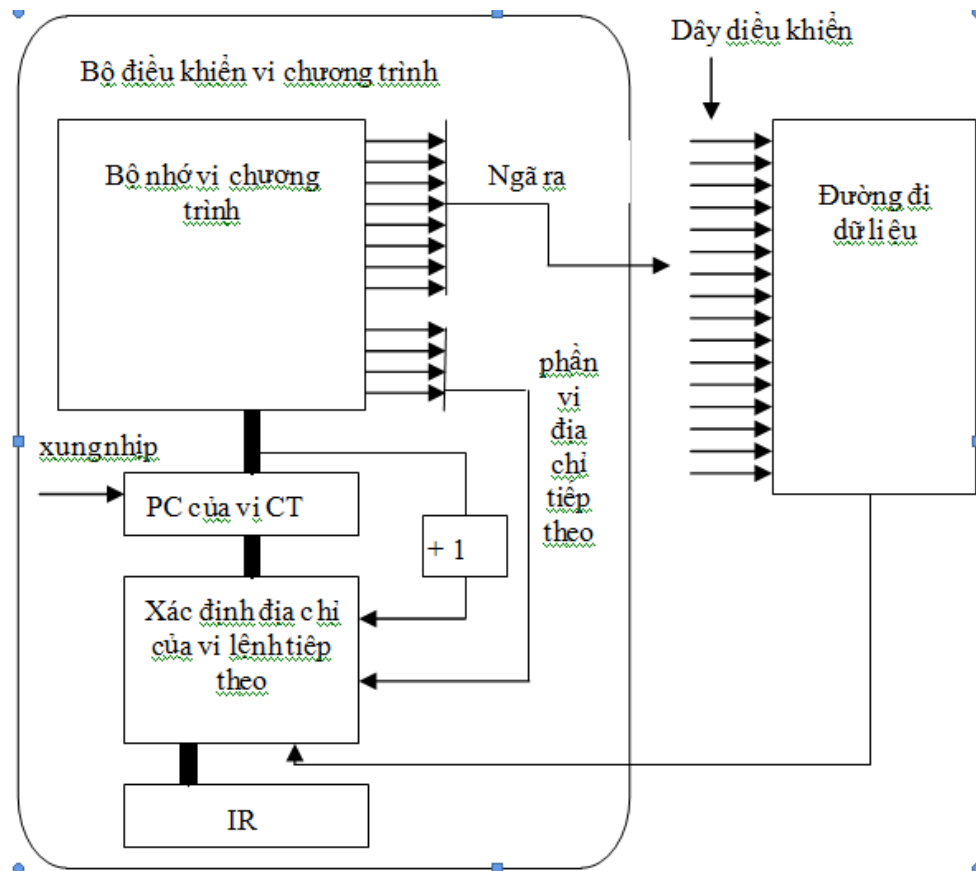 Dây diều khiển
Bộ điều khiển vi chương trình
Bộ nhớ vi chương
trình
Ngã ra
Đường đi
dữ liệu
phần
vi
địa
chỉ
tiếp
theo
xung nhịp
PC của vi CT
+ 1
Xác định địa chỉ
của vi lệnh tiếp
theo
IR